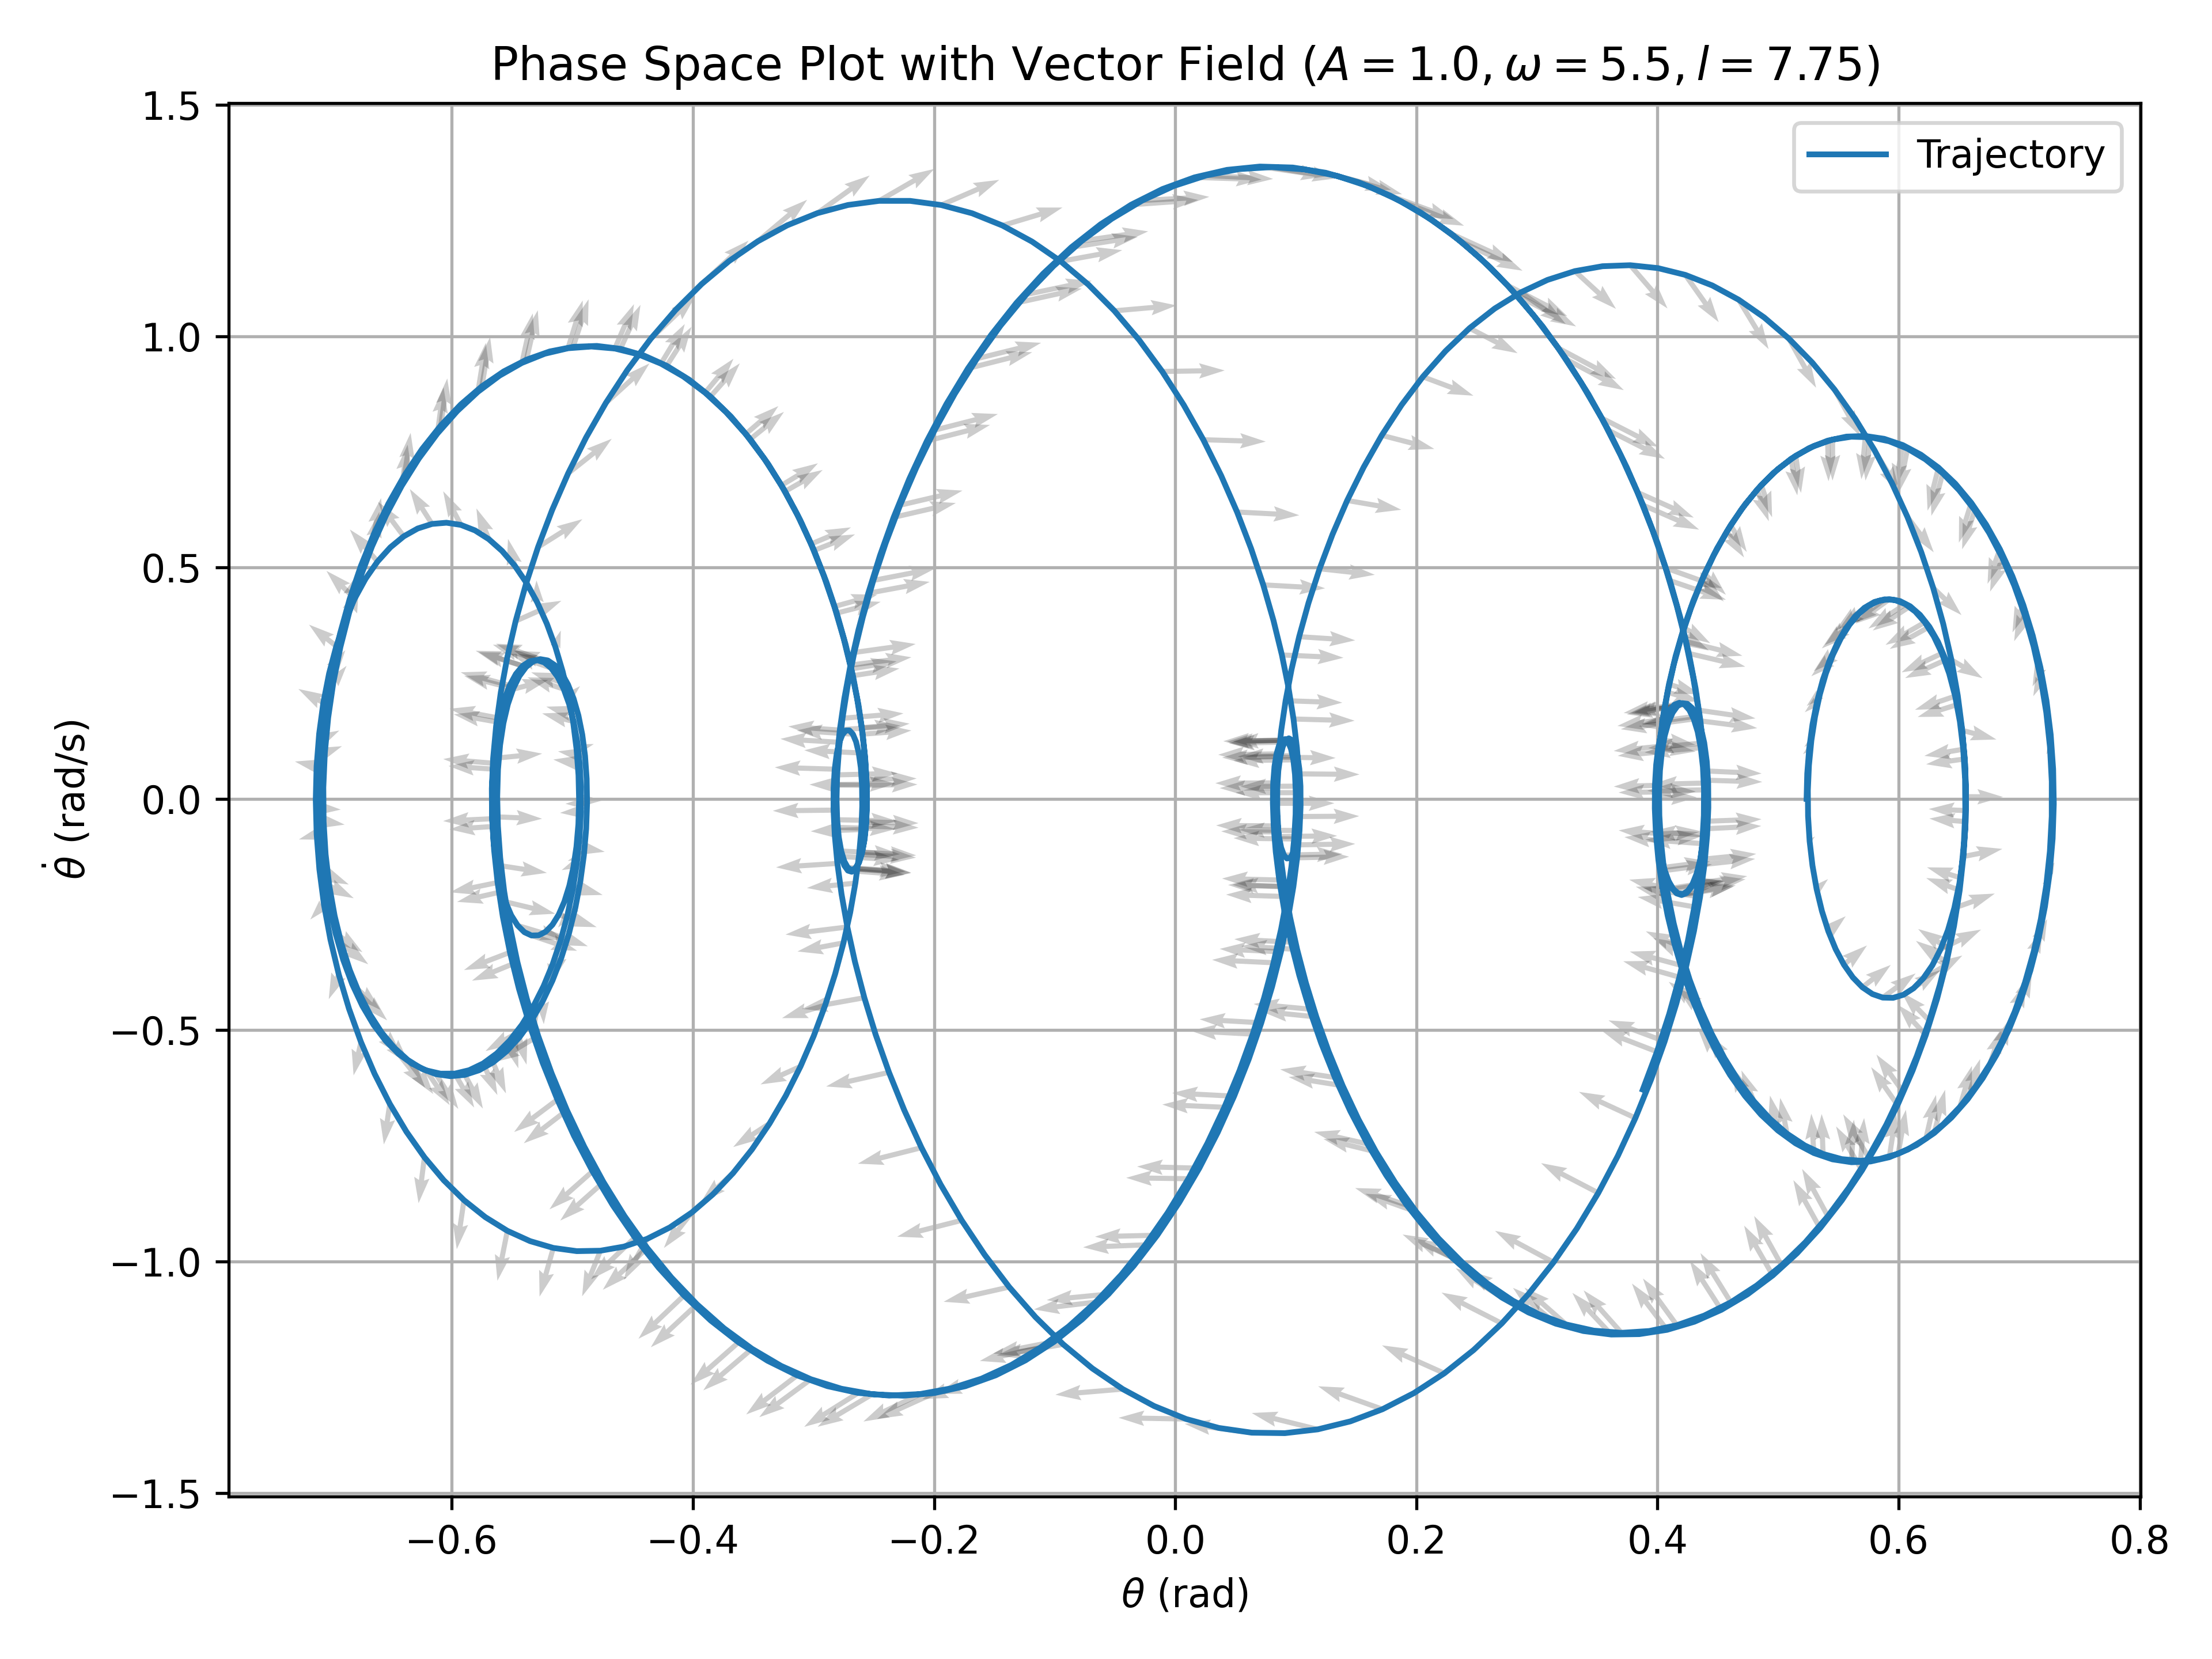 Phase Space Plot with Vector Field (A = 1.0, ω = 5.5, l = 7.75)
Trajectory
1.5
1.0
0.5
0.0
−0.5
−1.0
−1.5
θ̇ (rad/s)
−0.6 −0.4 −0.2 0.0 0.2 0.4 0.6 0.8
θ (rad)